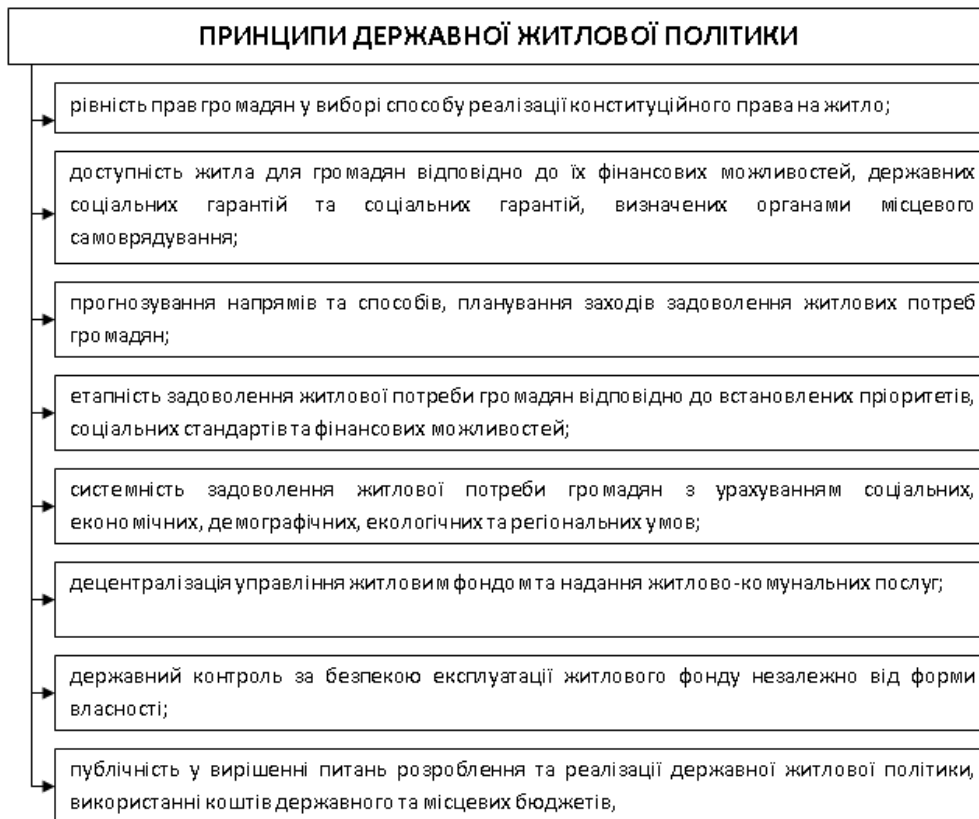 ПРИНЦИПИ ДЕРЖАВНОЇ ЖИТЛОВОЇ ПОЛІТИКИ
рівність прав громадян у виборі способу реалізації конституційного права на житло;
доступність житла для громадян відповідно до їх фінансових можливостей, державних
соціальних гарантій та соціальних гарантій, визначених органами місцевого
самоврядування;
прогнозування напрямів та способів, планування заходів задоволення житлових потреб
громадян;
етапність задоволення житлової потреби громадян відповідно до встановлених пріоритетів,
соціальних стандартів та фінансових можливостей;
системність задоволення житлової потреби громадян з урахуванням соціальних,
економічних, демографічних, екологічних та регіональних умов;
децентралізація управління житловим фондом та надання житлово-комунальних послуг;
державний контроль за безпекою експлуатації житлового фонду незалежно від форми
власності;
публічність у вирішенні питань розроблення та реалізації державної житлової політики,
використанні коштів державного та місцевих бюджетів,